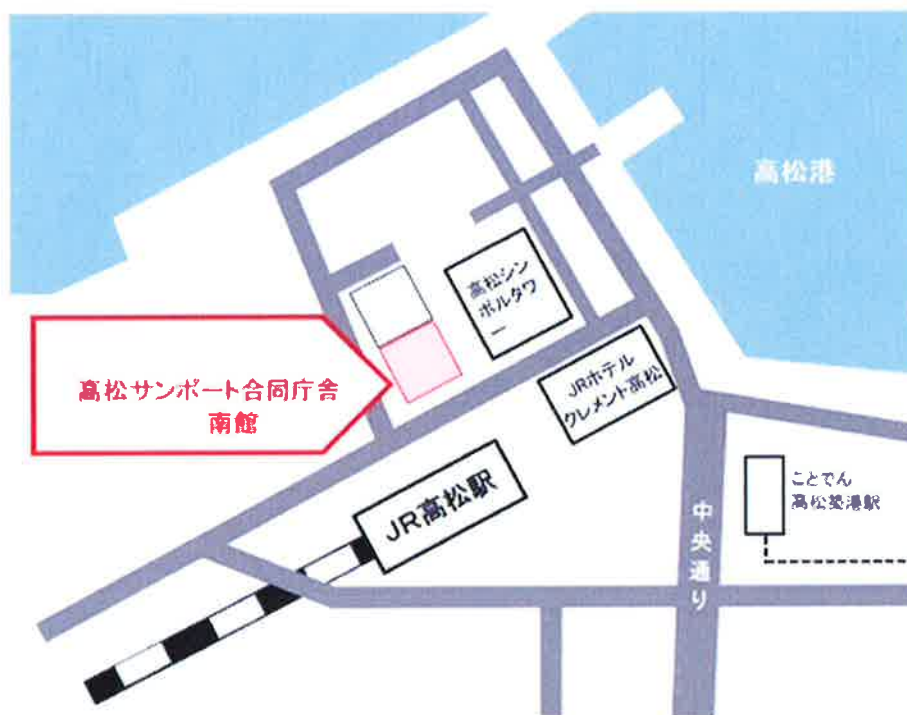 高松港
高松シン
ボルタワ
ー
JRホテル
クレメント高松
高松サンポート合同庁舎
南館
JR高松駅
ことでん
高松築港駅
中央通り